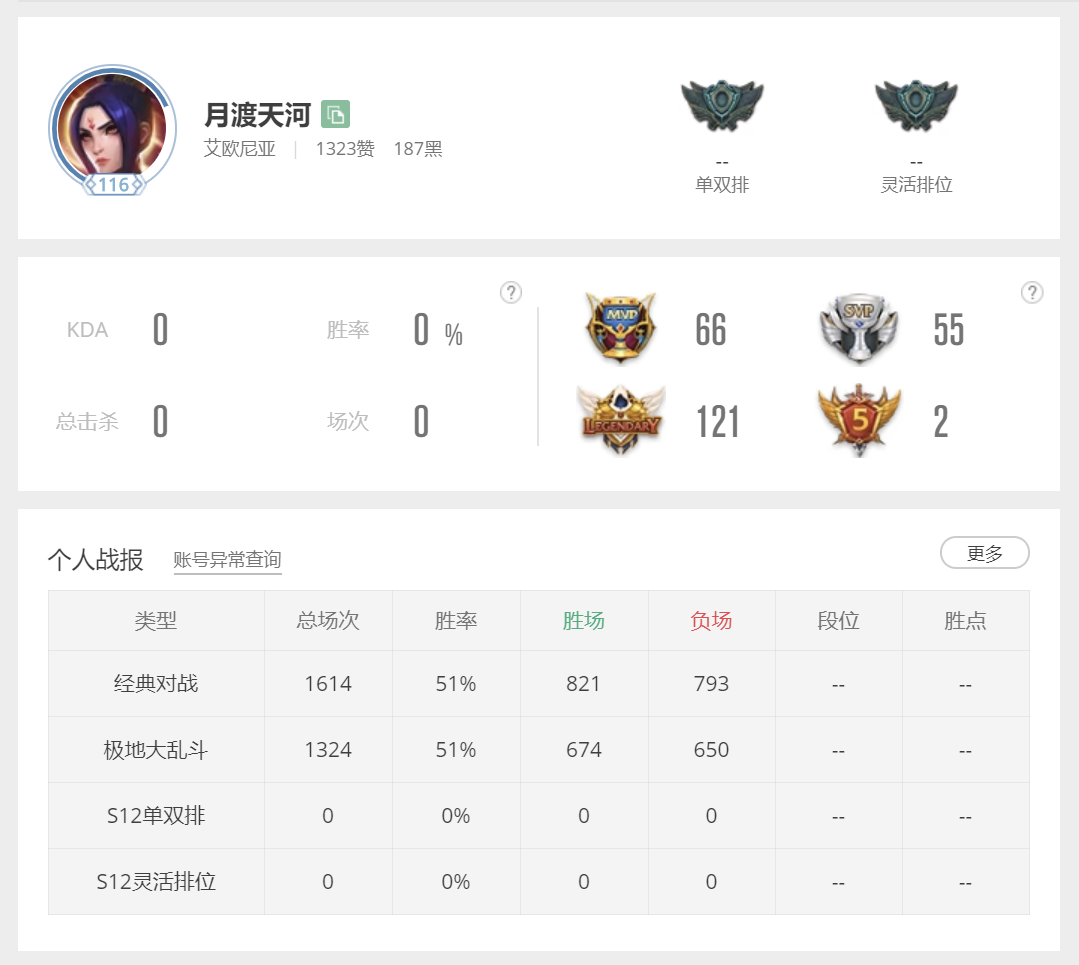 月渡天河
艾欧尼亚 | 1323赞 187黑
116
--
单双排
--
灵活排位
KDA 0
胜率 0 %
总击杀 0
场次 0
?
MVP 66
SVP 55
LEGENDARY 121
5 2
?
个人战报 账号异常查询 更多
类型 总场次 胜率 胜场 负场 段位 胜点
经典对战 1614 51% 821 793 -- --
极地大乱斗 1324 51% 674 650 -- --
S12单双排 0 0% 0 0 -- --
S12灵活排位 0 0% 0 0 -- --